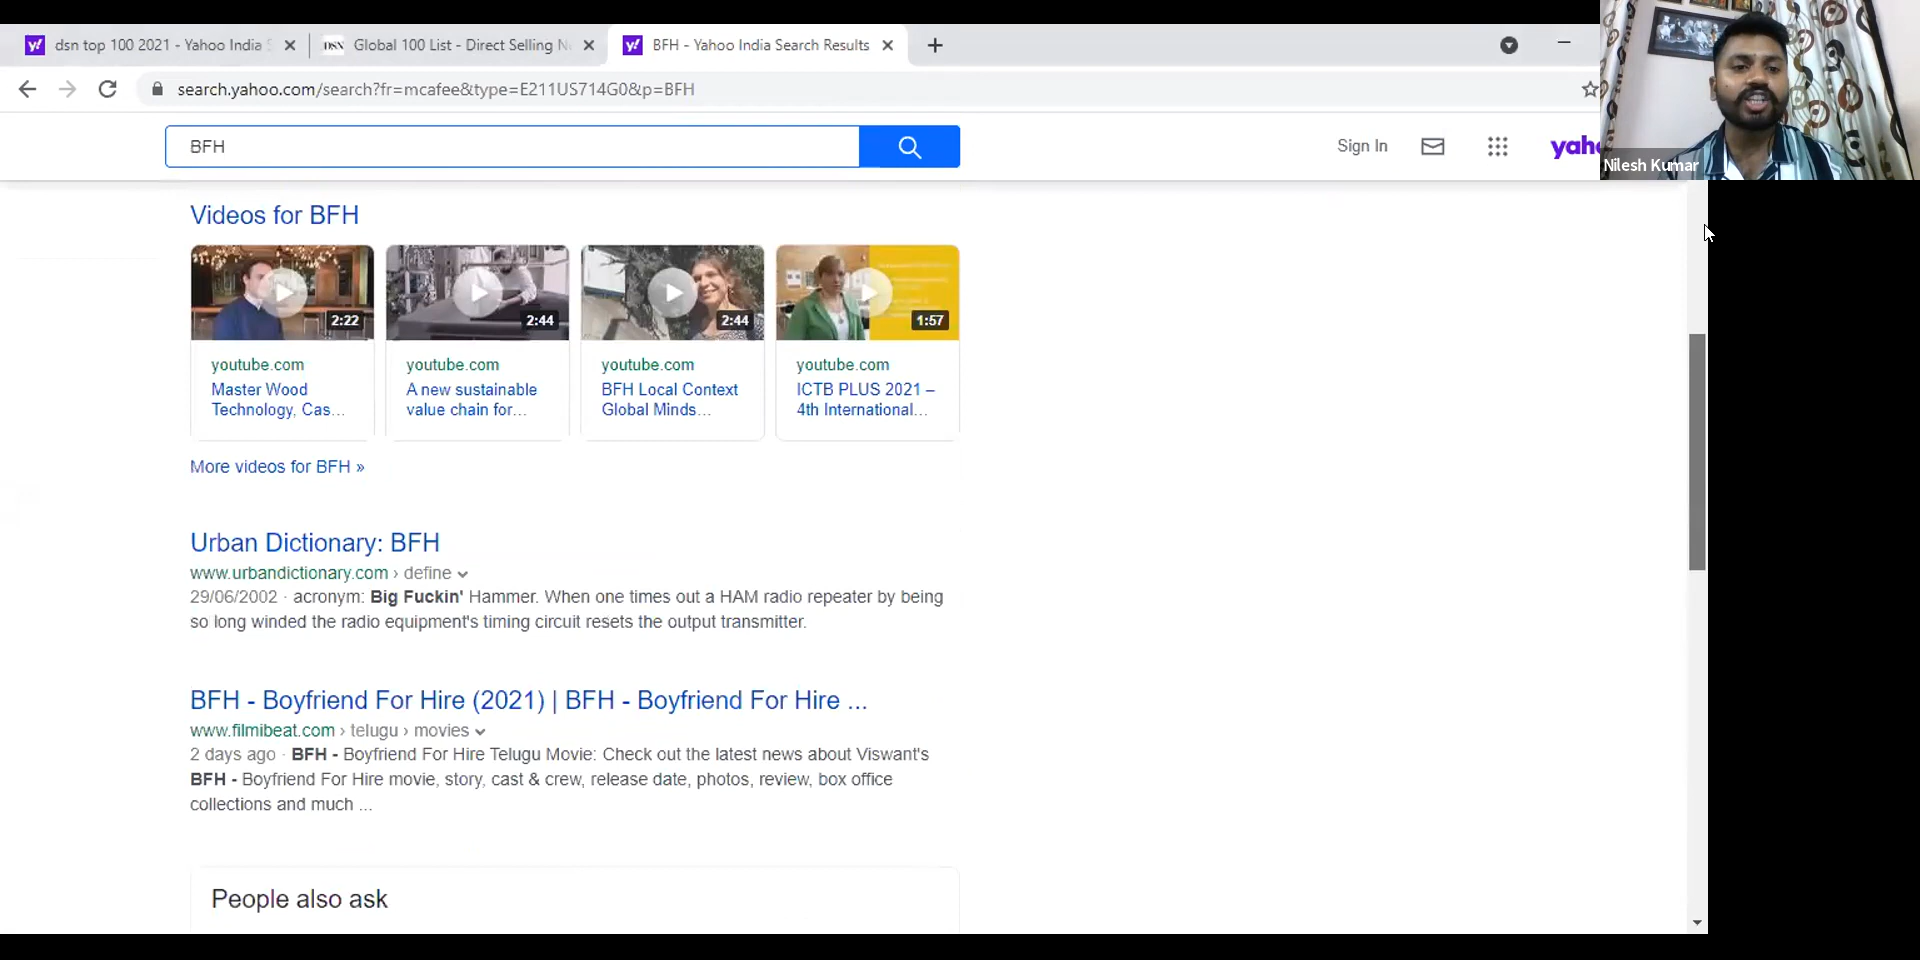 dsn top 100 2021 - Yahoo India S
DSN Global 100 List - Direct Selling N
BFH - Yahoo India Search Results
search.yahoo.com/search?fr=mcafee&type=E211US714G0&p=BFH
BFH
Sign In
Nilesh Kumar
Videos for BFH
2:22
2:44
2:44
1:57
youtube.com
Master Wood
Technology, Cas...
youtube.com
A new sustainable
value chain for...
youtube.com
BFH Local Context
Global Minds...
youtube.com
ICTB PLUS 2021 –
4th International...
More videos for BFH »
Urban Dictionary: BFH
www.urbandictionary.com › define
29/06/2002 · acronym: Big Fuckin' Hammer. When one times out a HAM radio repeater by being
so long winded the radio equipment's timing circuit resets the output transmitter.
BFH - Boyfriend For Hire (2021) | BFH - Boyfriend For Hire ...
www.filmibeat.com › telugu › movies
2 days ago · BFH - Boyfriend For Hire Telugu Movie: Check out the latest news about Viswant's
BFH - Boyfriend For Hire movie, story, cast & crew, release date, photos, review, box office
collections and much ...
People also ask